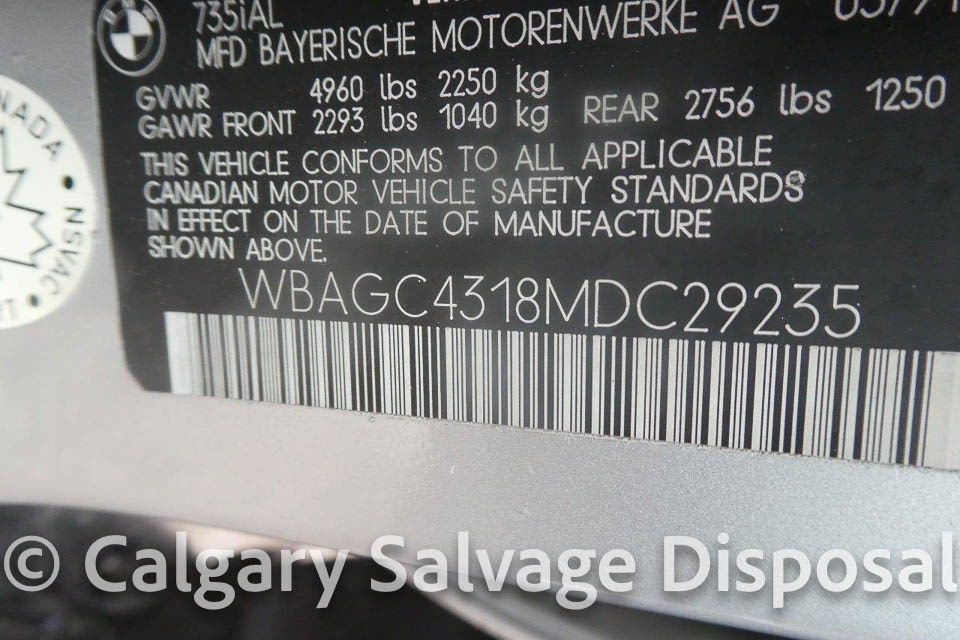 735iAL
MFD BAYERISCHE MOTORENWERKE AG
GVWR 4960 lbs 2250 kg
GAWR FRONT 2293 lbs 1040 kg REAR 2756 lbs 1250
THIS VEHICLE CONFORMS TO ALL APPLICABLE
CANADIAN MOTOR VEHICLE SAFETY STANDARDS
IN EFFECT ON THE DATE OF MANUFACTURE
SHOWN ABOVE.
WBAGC4318MDC29235
CANADA
NSVAC
© Calgary Salvage Disposal